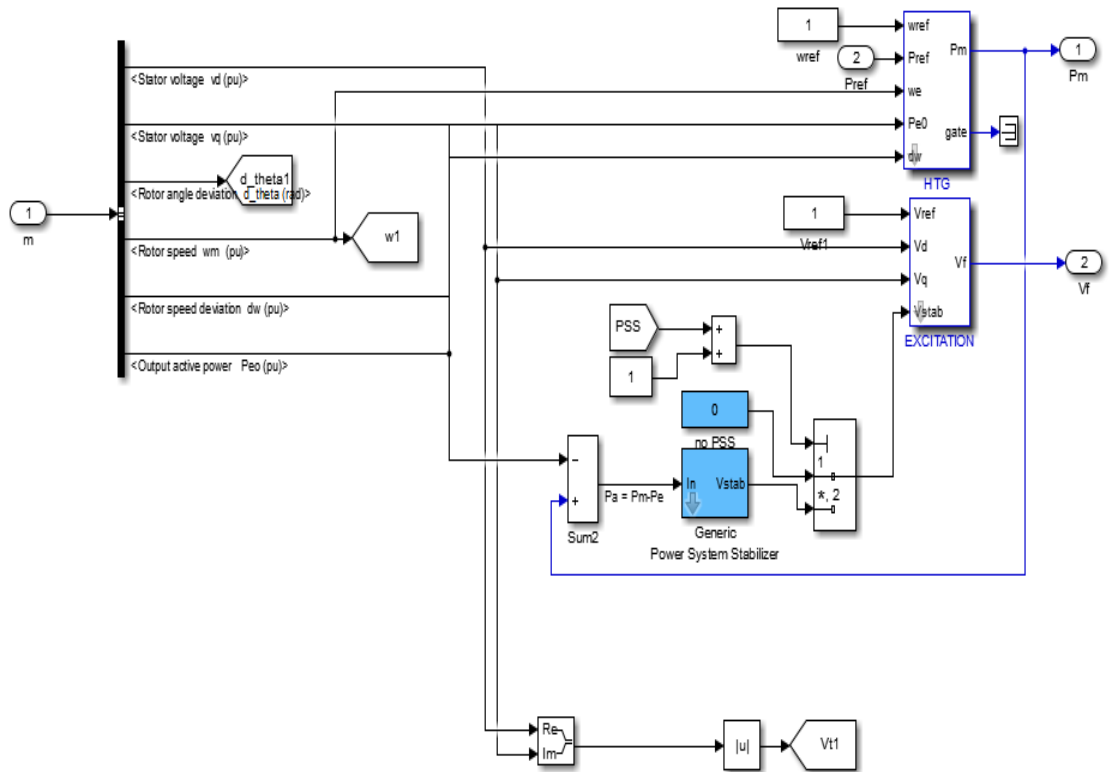 1
wref
wref
Pm
1
Pm
2
Pref
Pref
we
Pe0
gate
dw
HTG
<Stator voltage vd (pu)>
<Stator voltage vq (pu)>
d_theta1
<Rotor angle deviation d_theta (rad)>
1
m
w1
<Rotor speed wm (pu)>
<Rotor speed deviation dw (pu)>
<Output active power Peo (pu)>
1
Vref1
Vref
Vd
Vf
Vq
Vstab
EXCITATION
2
Vf
PSS
+
+
1
0
no PSS
1
*, 2
−
+
Sum2
Pa = Pm-Pe
In
Vstab
Generic
Power System Stabilizer
Re
Im
|u|
Vt1